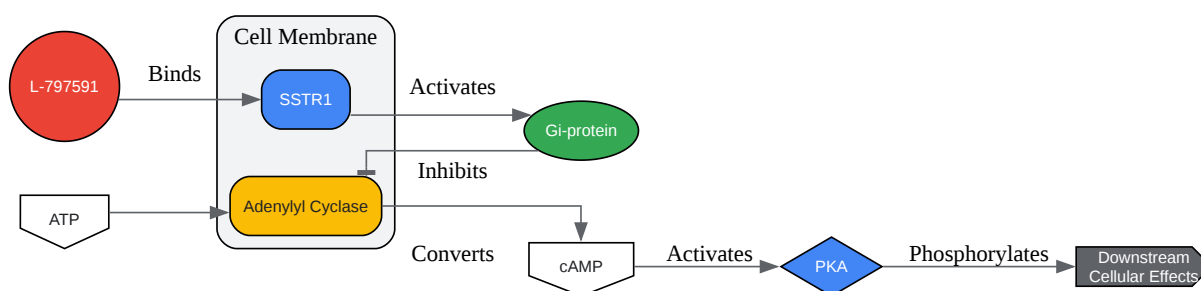 Cell Membrane
L-797591
Binds
SSTR1
Activates
Gi-protein
Inhibits
ATP
Adenylyl Cyclase
Converts
cAMP
Activates
PKA
Phosphorylates
Downstream
Cellular Effects